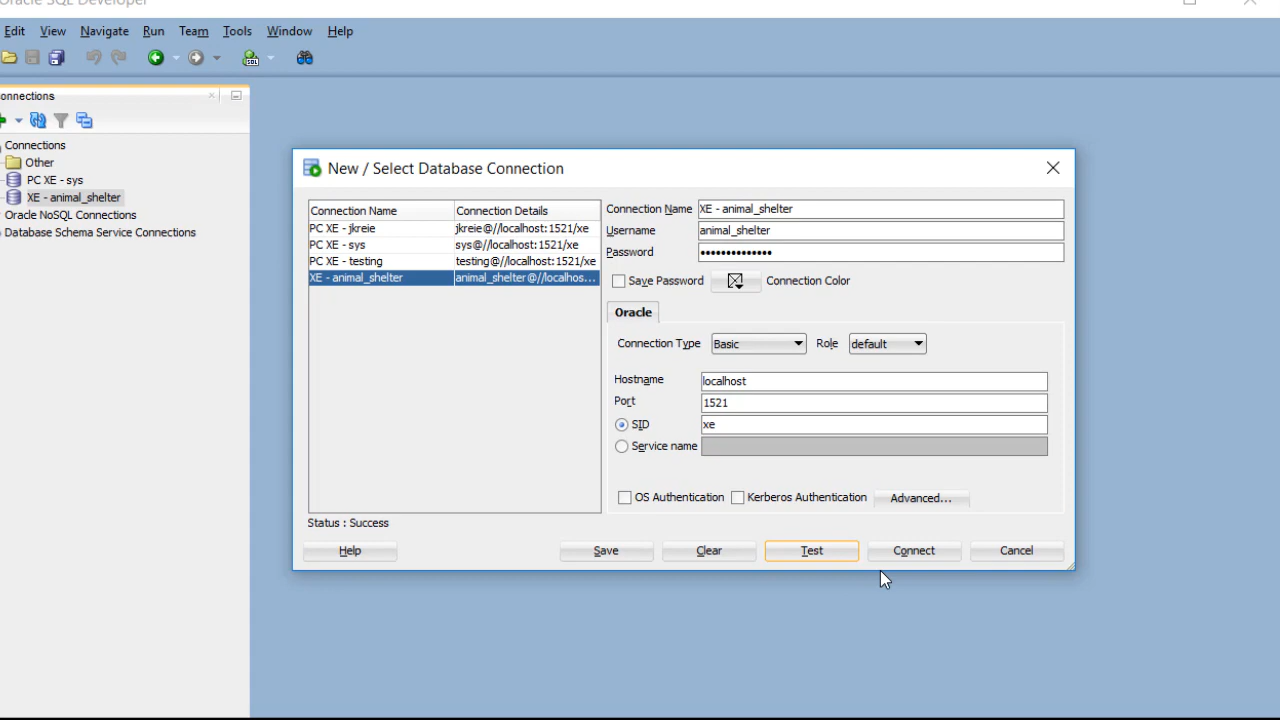 Oracle SQL Developer
Edit View Navigate Run Team Tools Window Help
SQL
onnections
Connections
Other
PC XE - sys
XE - animal_shelter
Oracle NoSQL Connections
Database Schema Service Connections
New / Select Database Connection
Connection Name Connection Details
PC XE - jkreie jkreie@//localhost:1521/xe
PC XE - sys sys@//localhost:1521/xe
PC XE - testing testing@//localhost:1521/xe
XE - animal_shelter animal_shelter@//localhos...
Connection Name XE - animal_shelter
Username animal_shelter
Password ••••••••••••••
Save Password Connection Color
Oracle
Connection Type Basic Role default
Hostname localhost
Port 1521
SID xe
Service name
OS Authentication Kerberos Authentication Advanced...
Status : Success
Help Save Clear Test Connect Cancel